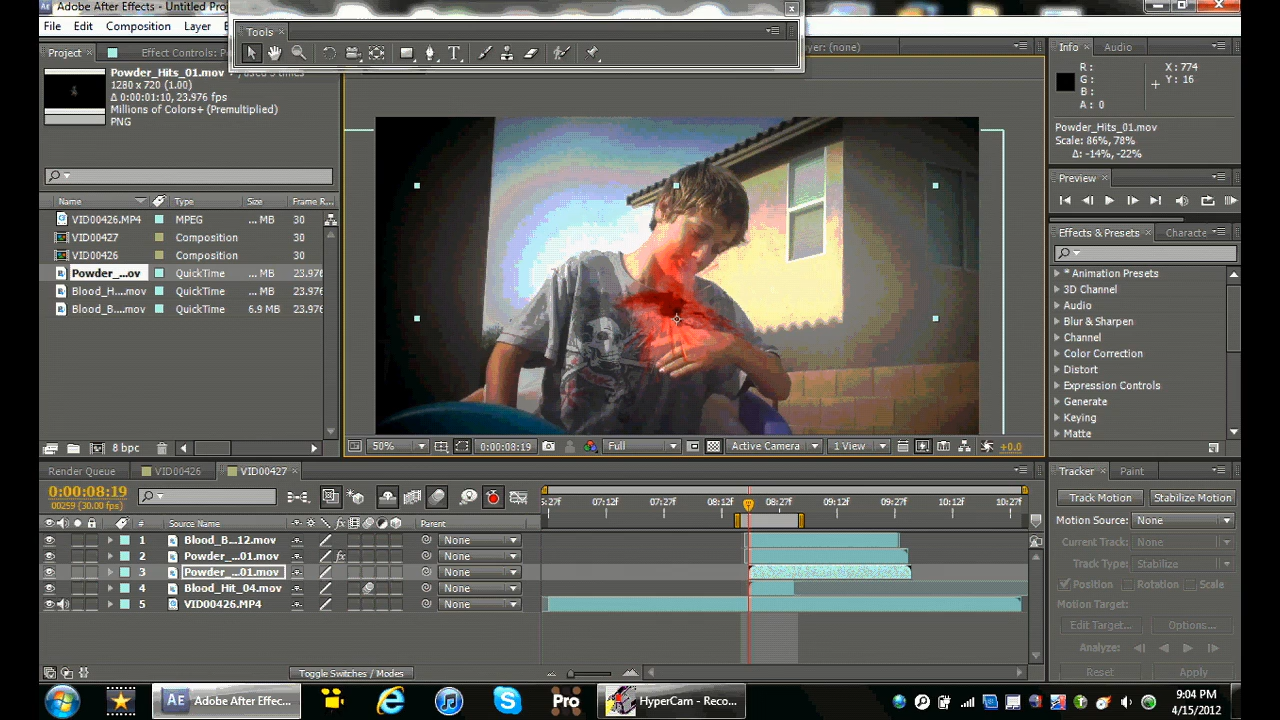 Adobe After Effects - Untitled Pro
File Edit Composition Layer
Tools
Project Effect Controls: P
Layer: (none)
Info Audio
Powder_Hits_01.mov
1280 x 720 (1.00)
Δ 0:00:01:10, 23.976 fps
Millions of Colors+ (Premultiplied)
PNG
R: X: 774
G: Y: 16
B:
A: 0
Powder_Hits_01.mov
Scale: 86%, 78%
Δ: -14%, -22%
Preview
Name Type Size Frame R...
VID00426.MP4 MPEG ... MB 30
VID00427 Composition 30
VID00426 Composition 30
Powder_...ov QuickTime ... MB 23.976
Blood_H....mov QuickTime ... MB 23.976
Blood_B....mov QuickTime 6.9 MB 23.976
Effects & Presets Characte
* Animation Presets
3D Channel
Audio
Blur & Sharpen
Channel
Color Correction
Distort
Expression Controls
Generate
Keying
Matte
8 bpc
50% 0:00:08:19 Full Active Camera 1 View +0.0
Render Queue VID00426 VID00427
0:00:08:19
00259 (30.00 fps)
# Source Name Parent
5:27f 07:12f 07:27f 08:12f 08:27f 09:12f 09:27f 10:12f 10:27f
1 Blood_B...12.mov None
2 Powder_...01.mov None
3 Powder_...01.mov None
4 Blood_Hit_04.mov None
5 VID00426.MP4 None
Toggle Switches / Modes
Tracker Paint
Track Motion Stabilize Motion
Motion Source: None
Current Track: None
Track Type: Stabilize
Position Rotation Scale
Motion Target:
Edit Target... Options...
Analyze:
Reset Apply
Adobe After Effec...
Pro
HyperCam - Reco...
9:04 PM
4/15/2012